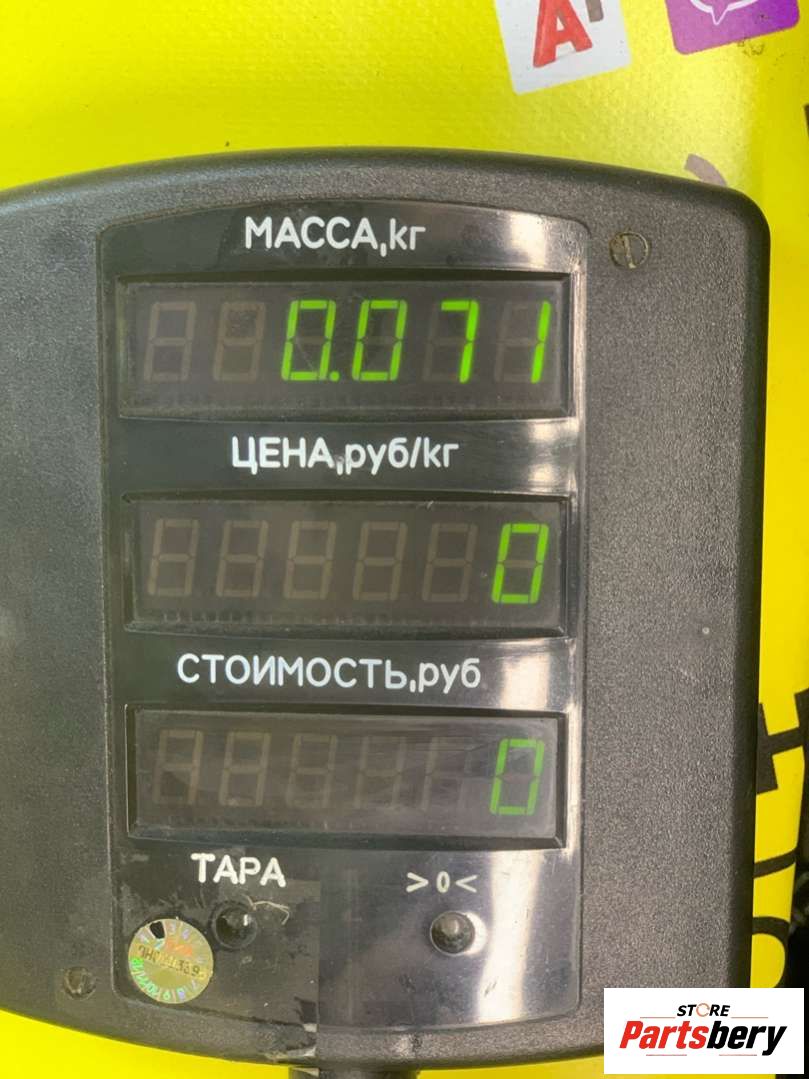 МАССА,кг
0.071
ЦЕНА,руб/кг
0
СТОИМОСТЬ,руб
0
ТАРА
>0<
STORE
Partsbery